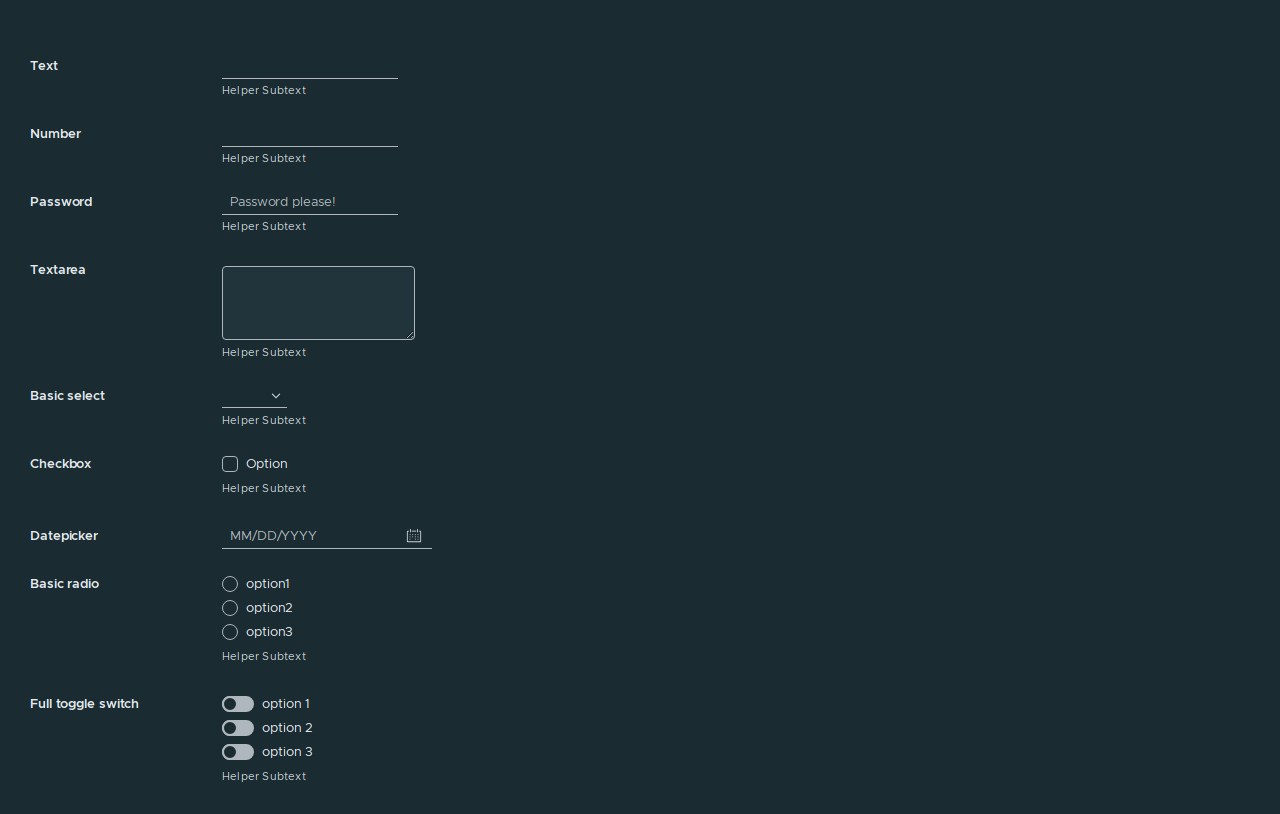 Text
Helper Subtext
Number
Helper Subtext
Password Password please!
Helper Subtext
Textarea
Helper Subtext
Basic select
Helper Subtext
Checkbox Option
Helper Subtext
Datepicker MM/DD/YYYY
Basic radio option1
option2
option3
Helper Subtext
Full toggle switch option 1
option 2
option 3
Helper Subtext